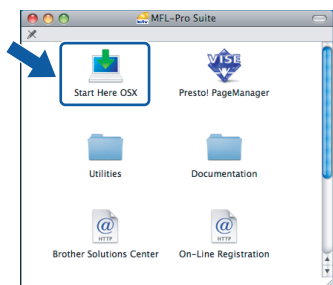 MFL-Pro Suite
Start Here OSX
VISE
Presto! PageManager
Utilities
Documentation
@
HTTP
@
HTTP
Brother Solutions Center
On-Line Registration